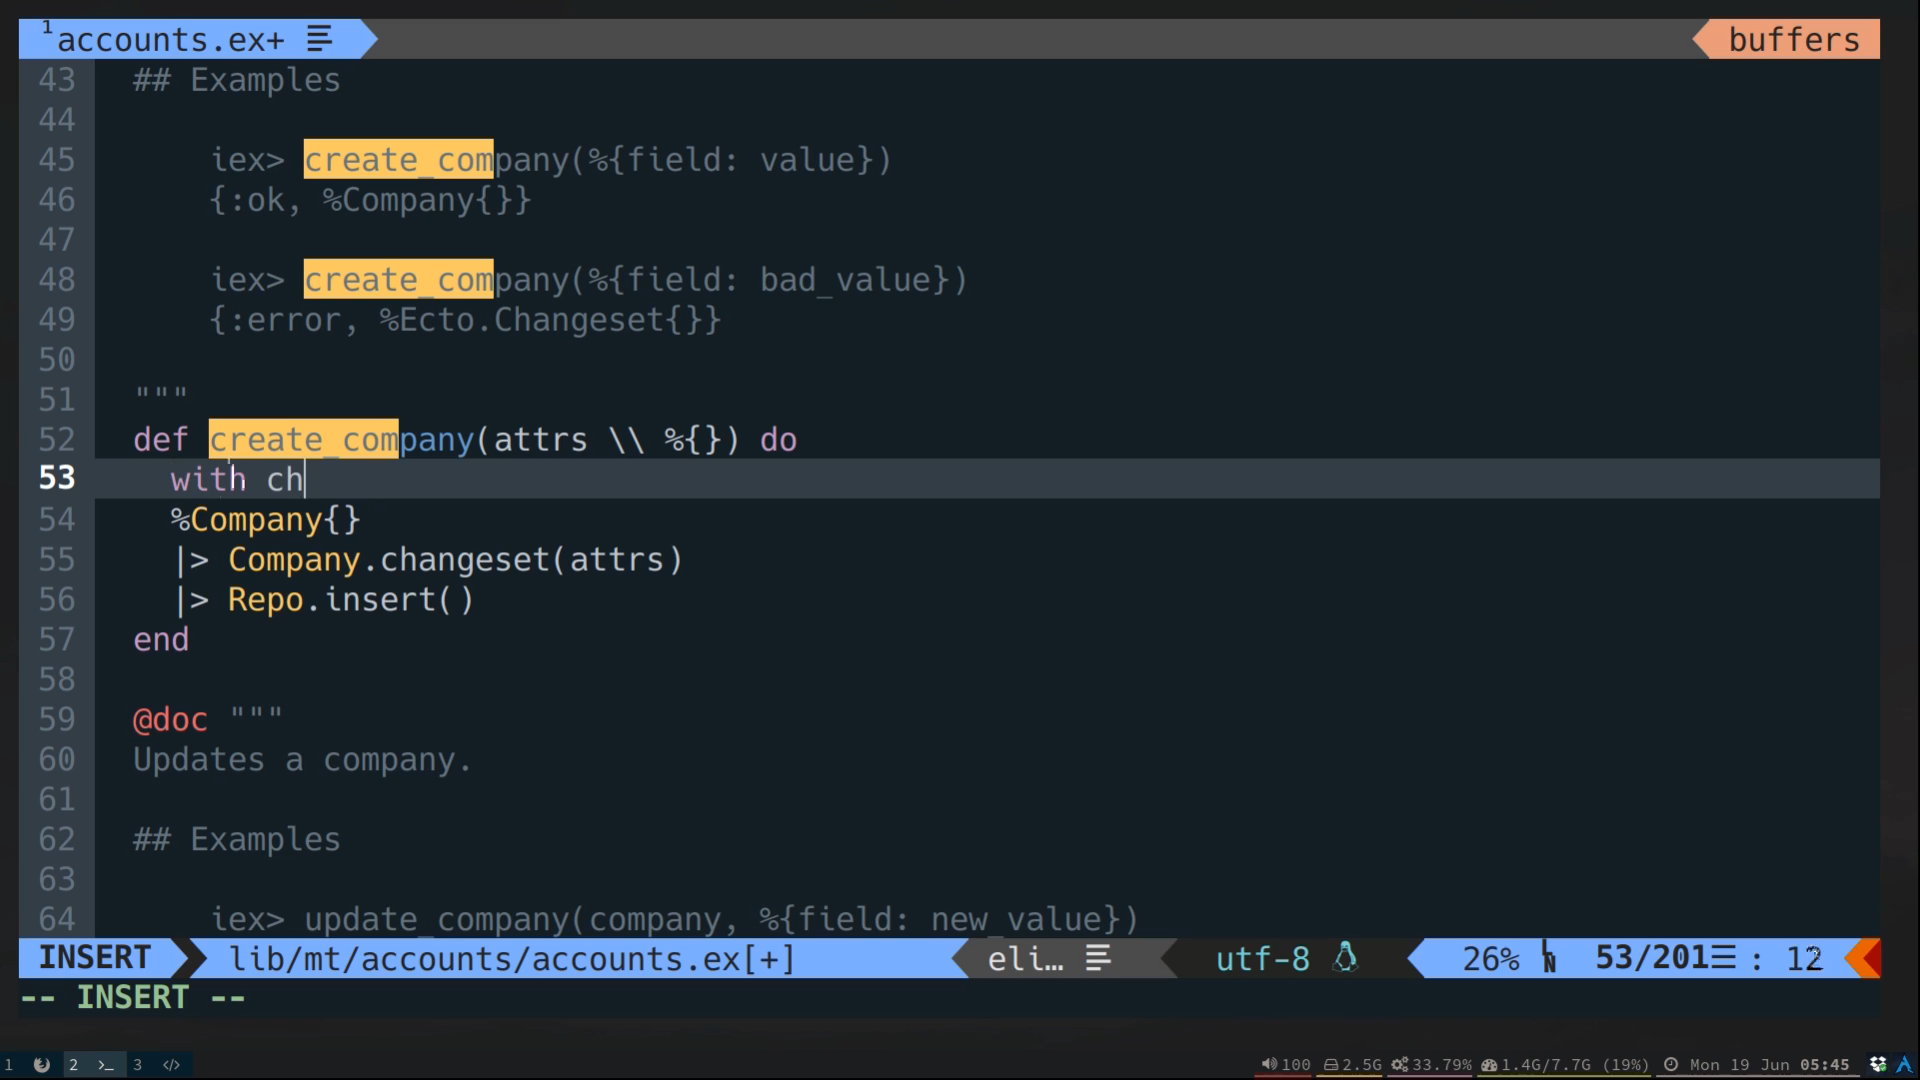 1 accounts.ex+
buffers
43 ## Examples
44
45 iex> create_company(%{field: value})
46 {:ok, %Company{}}
47
48 iex> create_company(%{field: bad_value})
49 {:error, %Ecto.Changeset{}}
50
51 """
52 def create_company(attrs \\ %{}) do
53 with ch
54 %Company{}
55 |> Company.changeset(attrs)
56 |> Repo.insert()
57 end
58
59 @doc """
60 Updates a company.
61
62 ## Examples
63
64 iex> update_company(company, %{field: new_value})
INSERT lib/mt/accounts/accounts.ex[+] eli… utf-8 26% LN 53/201☰ : 12
-- INSERT --
1 2 >_ 3 </> 100 2.5G 33.79% 1.4G/7.7G (19%) Mon 19 Jun 05:45